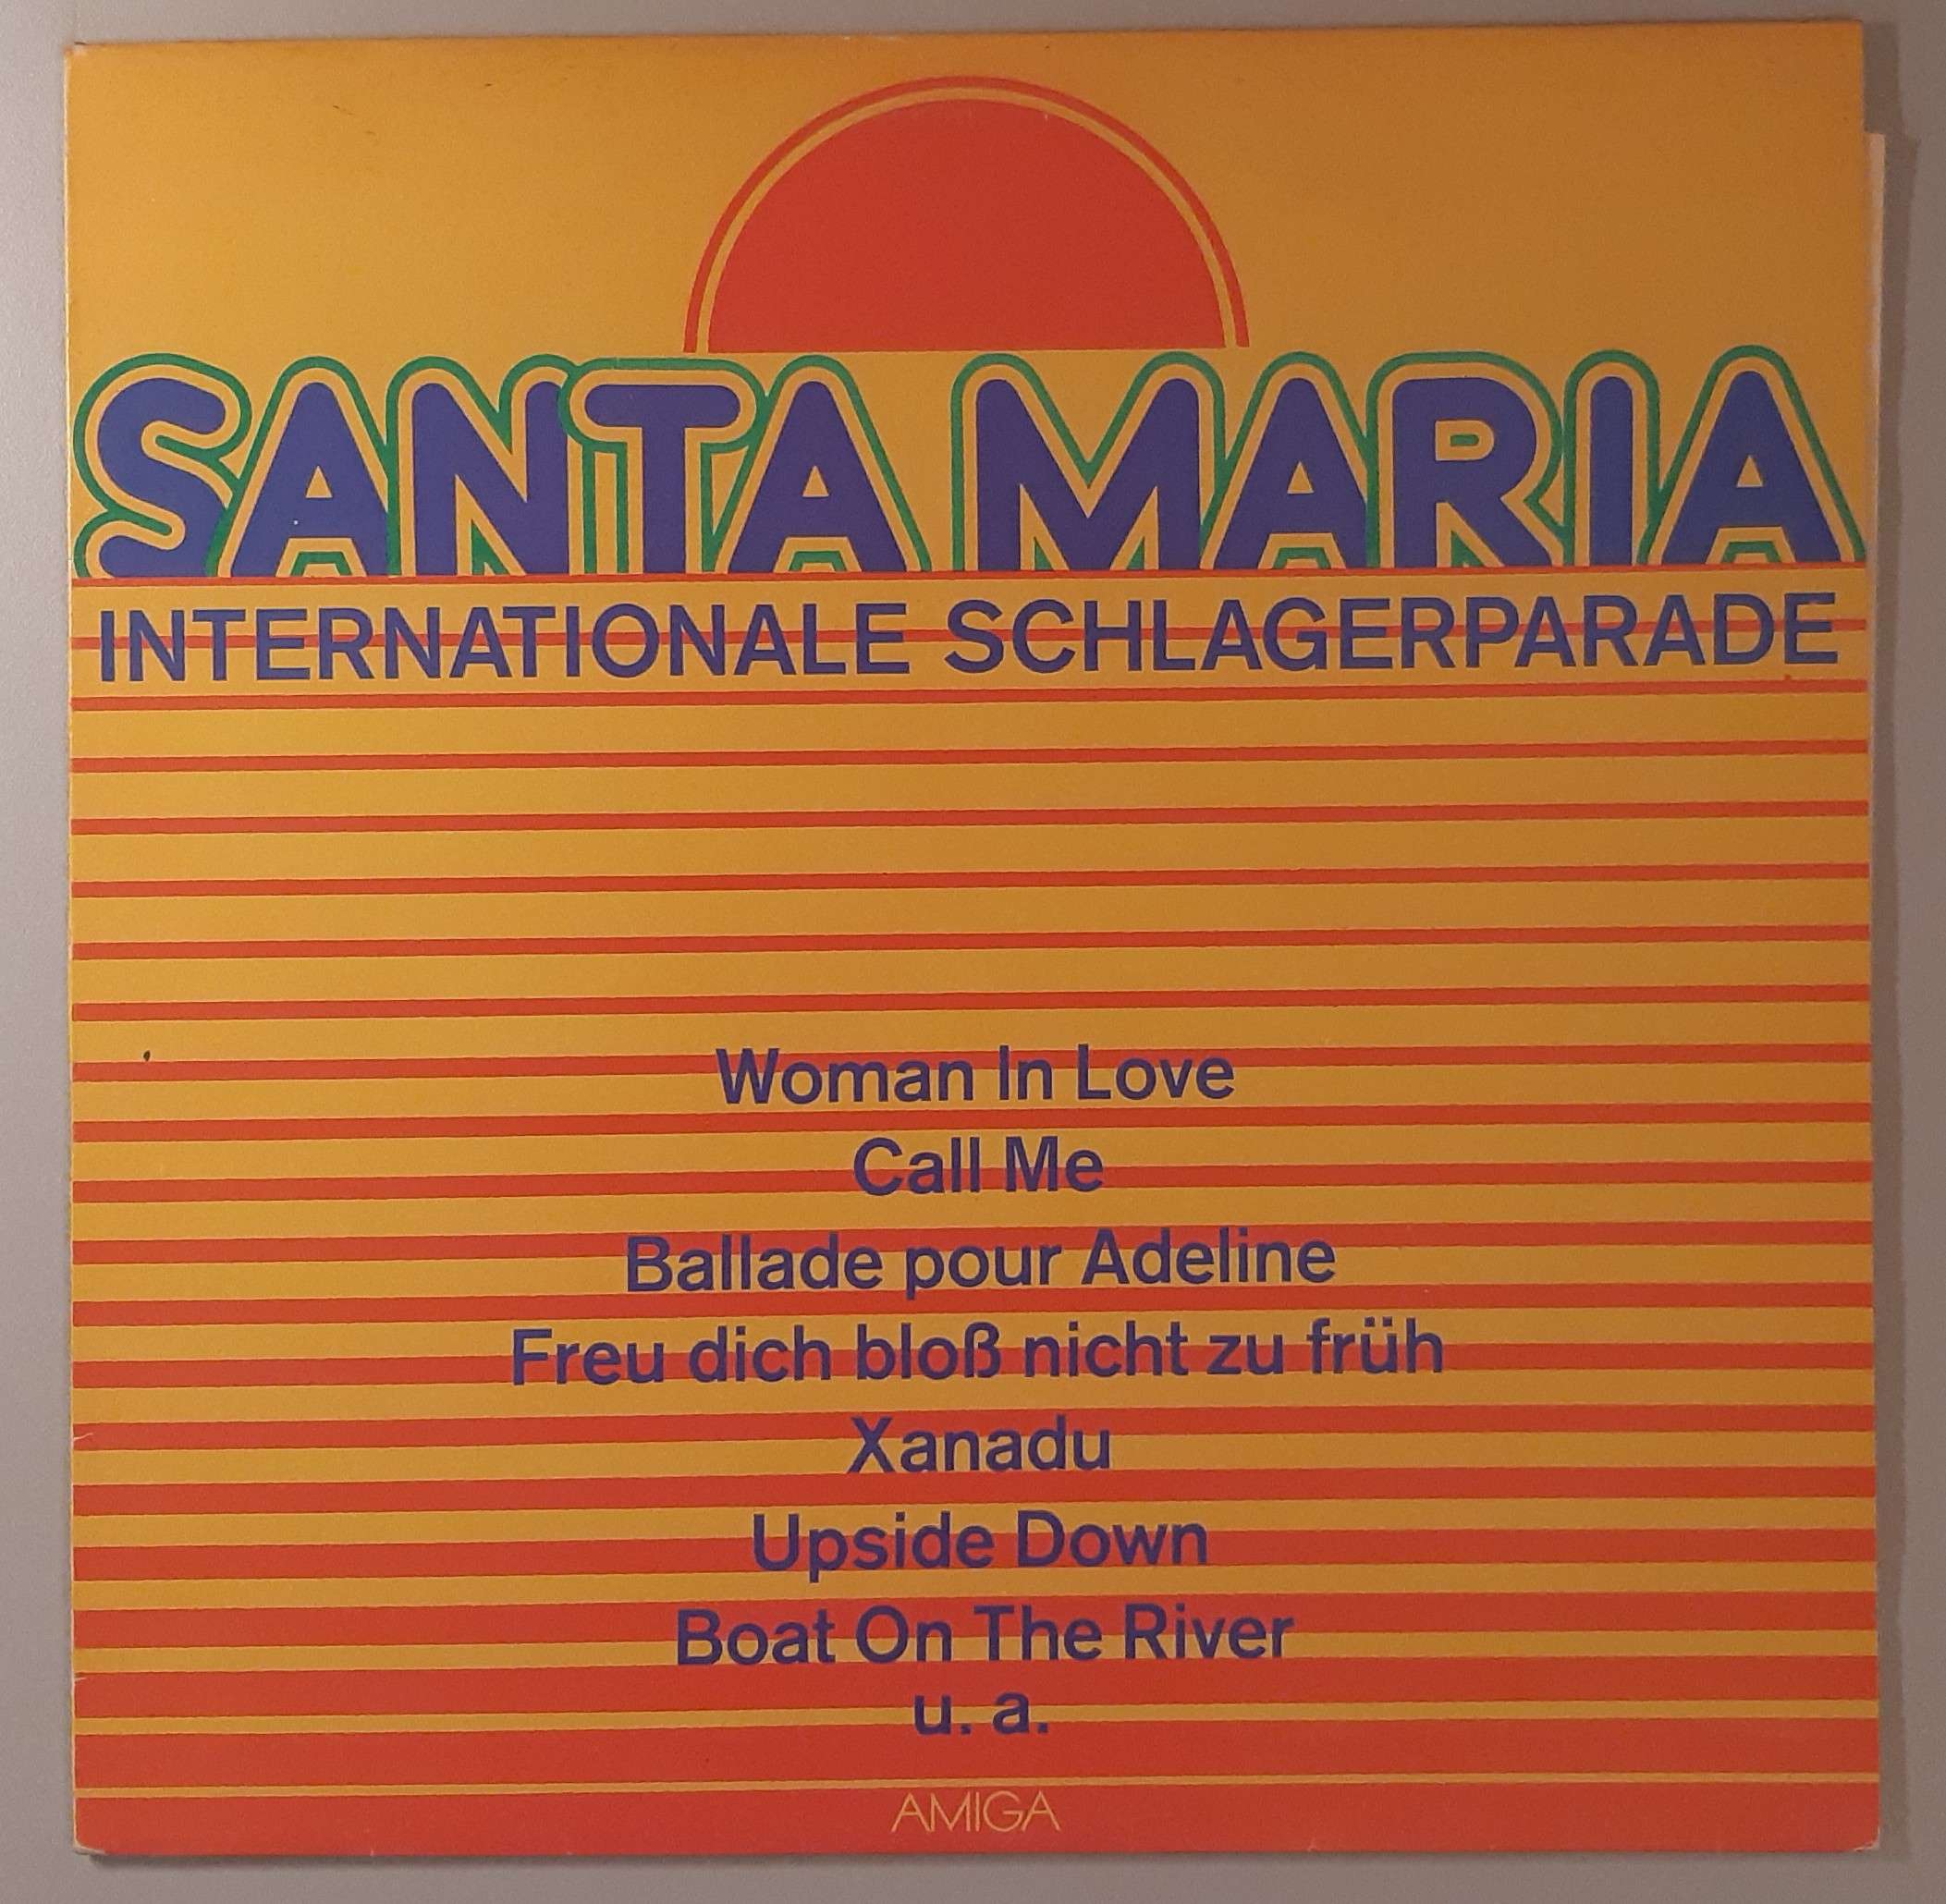 SANTA MARIA
INTERNATIONALE SCHLAGERPARADE
Woman In Love
Call Me
Ballade pour Adeline
Freu dich bloß nicht zu früh
Xanadu
Upside Down
Boat On The River
u. a.
AMIGA